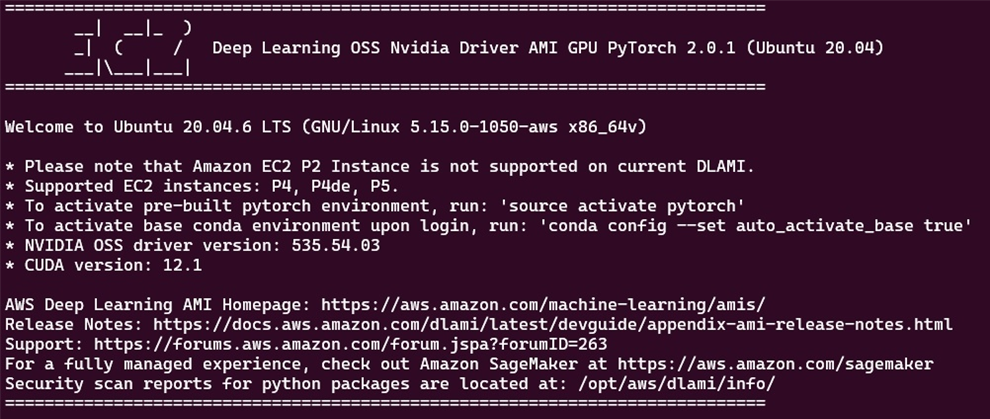 =============================================================================
       __|  __|_  )
       _|  (     /   Deep Learning OSS Nvidia Driver AMI GPU PyTorch 2.0.1 (Ubuntu 20.04)
      ___|\___|___|
=============================================================================
Welcome to Ubuntu 20.04.6 LTS (GNU/Linux 5.15.0-1050-aws x86_64v)
* Please note that Amazon EC2 P2 Instance is not supported on current DLAMI.
* Supported EC2 instances: P4, P4de, P5.
* To activate pre-built pytorch environment, run: 'source activate pytorch'
* To activate base conda environment upon login, run: 'conda config --set auto_activate_base true'
* NVIDIA OSS driver version: 535.54.03
* CUDA version: 12.1
AWS Deep Learning AMI Homepage: https://aws.amazon.com/machine-learning/amis/
Release Notes: https://docs.aws.amazon.com/dlami/latest/devguide/appendix-ami-release-notes.html
Support: https://forums.aws.amazon.com/forum.jspa?forumID=263
For a fully managed experience, check out Amazon SageMaker at https://aws.amazon.com/sagemaker
Security scan reports for python packages are located at: /opt/aws/dlami/info/
=============================================================================